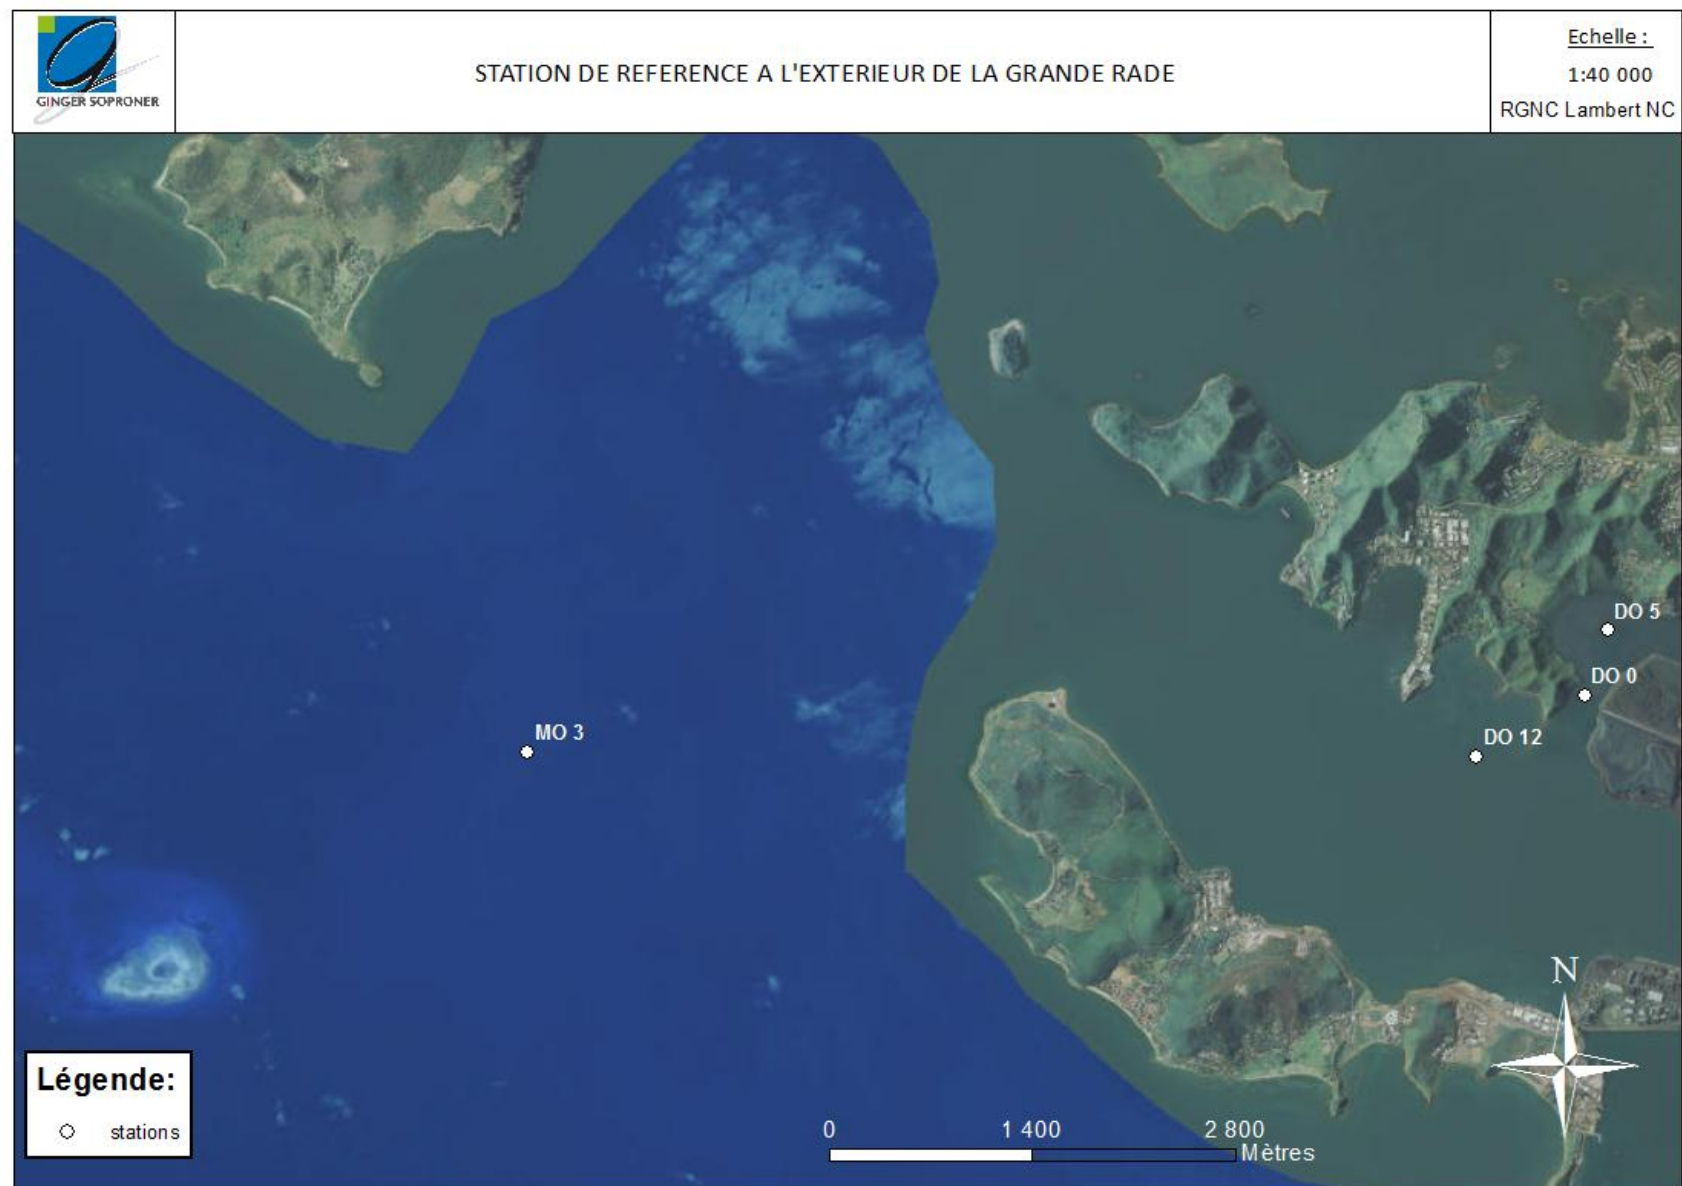 GINGER SOPRONER
STATION DE REFERENCE A L'EXTERIEUR DE LA GRANDE RADE
Echelle :
1:40 000
RGNC Lambert NC
DO 5
DO 0
MO 3
DO 12
N
Légende:
stations
0 1 400 2 800
Mètres